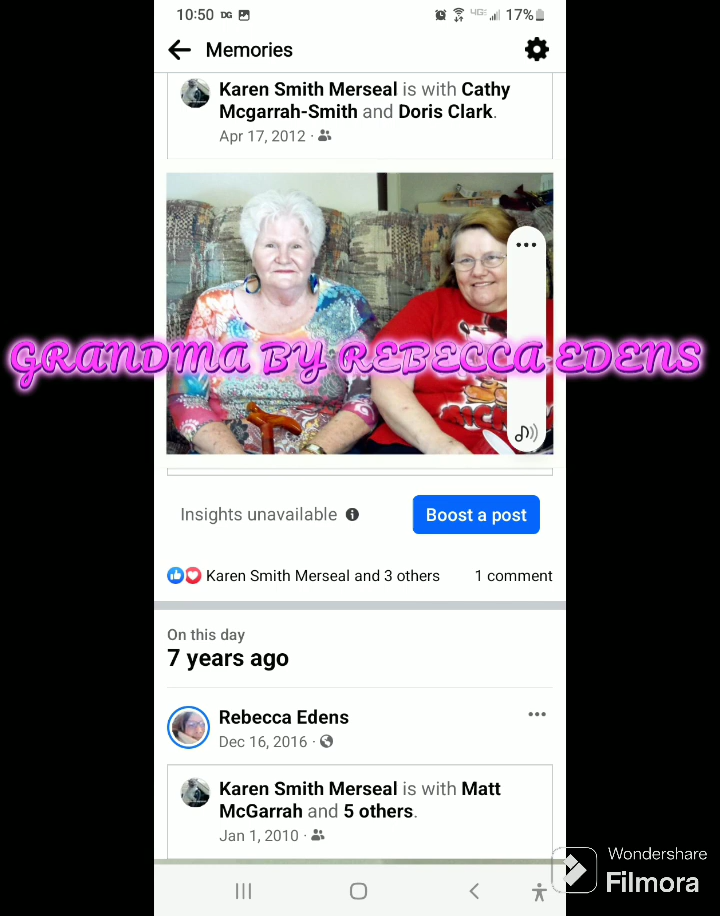 10:50 DG 4GE 17%
Memories
Karen Smith Merseal is with Cathy
Mcgarrah-Smith and Doris Clark.
Apr 17, 2012 ·
GRANDMA BY REBECCA EDENS
Insights unavailable
Boost a post
Karen Smith Merseal and 3 others 1 comment
On this day
7 years ago
Rebecca Edens
Dec 16, 2016 ·
Karen Smith Merseal is with Matt
McGarrah and 5 others.
Jan 1, 2010 ·
Wondershare
Filmora